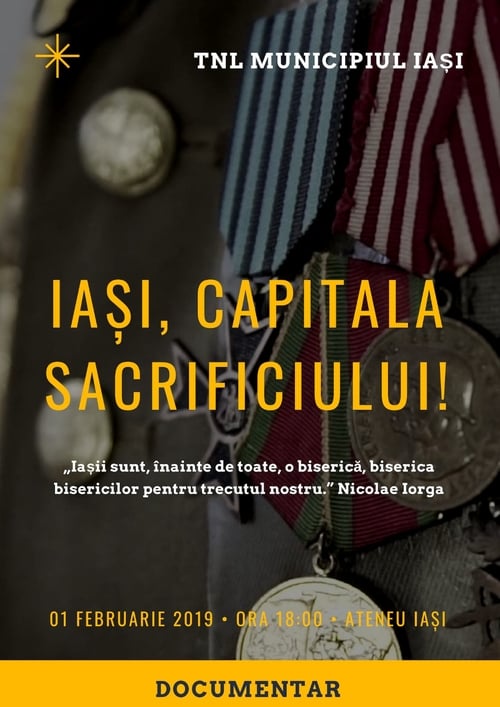 TNL MUNICIPIUL IAȘI
IAȘI, CAPITALA
SACRIFICIULUI!
„Iașii sunt, înainte de toate, o biserică, biserica
bisericilor pentru trecutul nostru.” Nicolae Iorga
01 FEBRUARIE 2019 • ORA 18:00 • ATENEU IAȘI
DOCUMENTAR